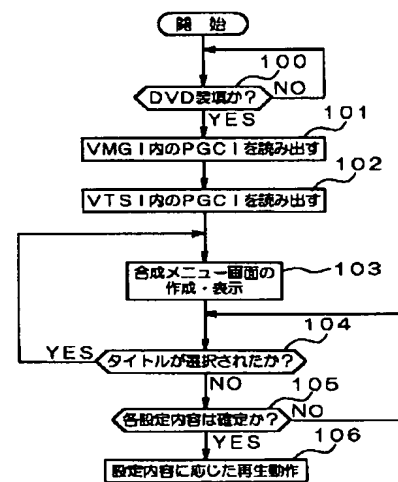 開 始
100
DVD装填か?
NO
YES
101
VMGI内のPGCIを読み出す
102
VTSI内のPGCIを読み出す
合成メニュー画面の
作成・表示
103
104
YES
タイトルが選択されたか?
NO
105
各設定内容は確定か?
NO
YES
106
設定内容に応じた再生動作